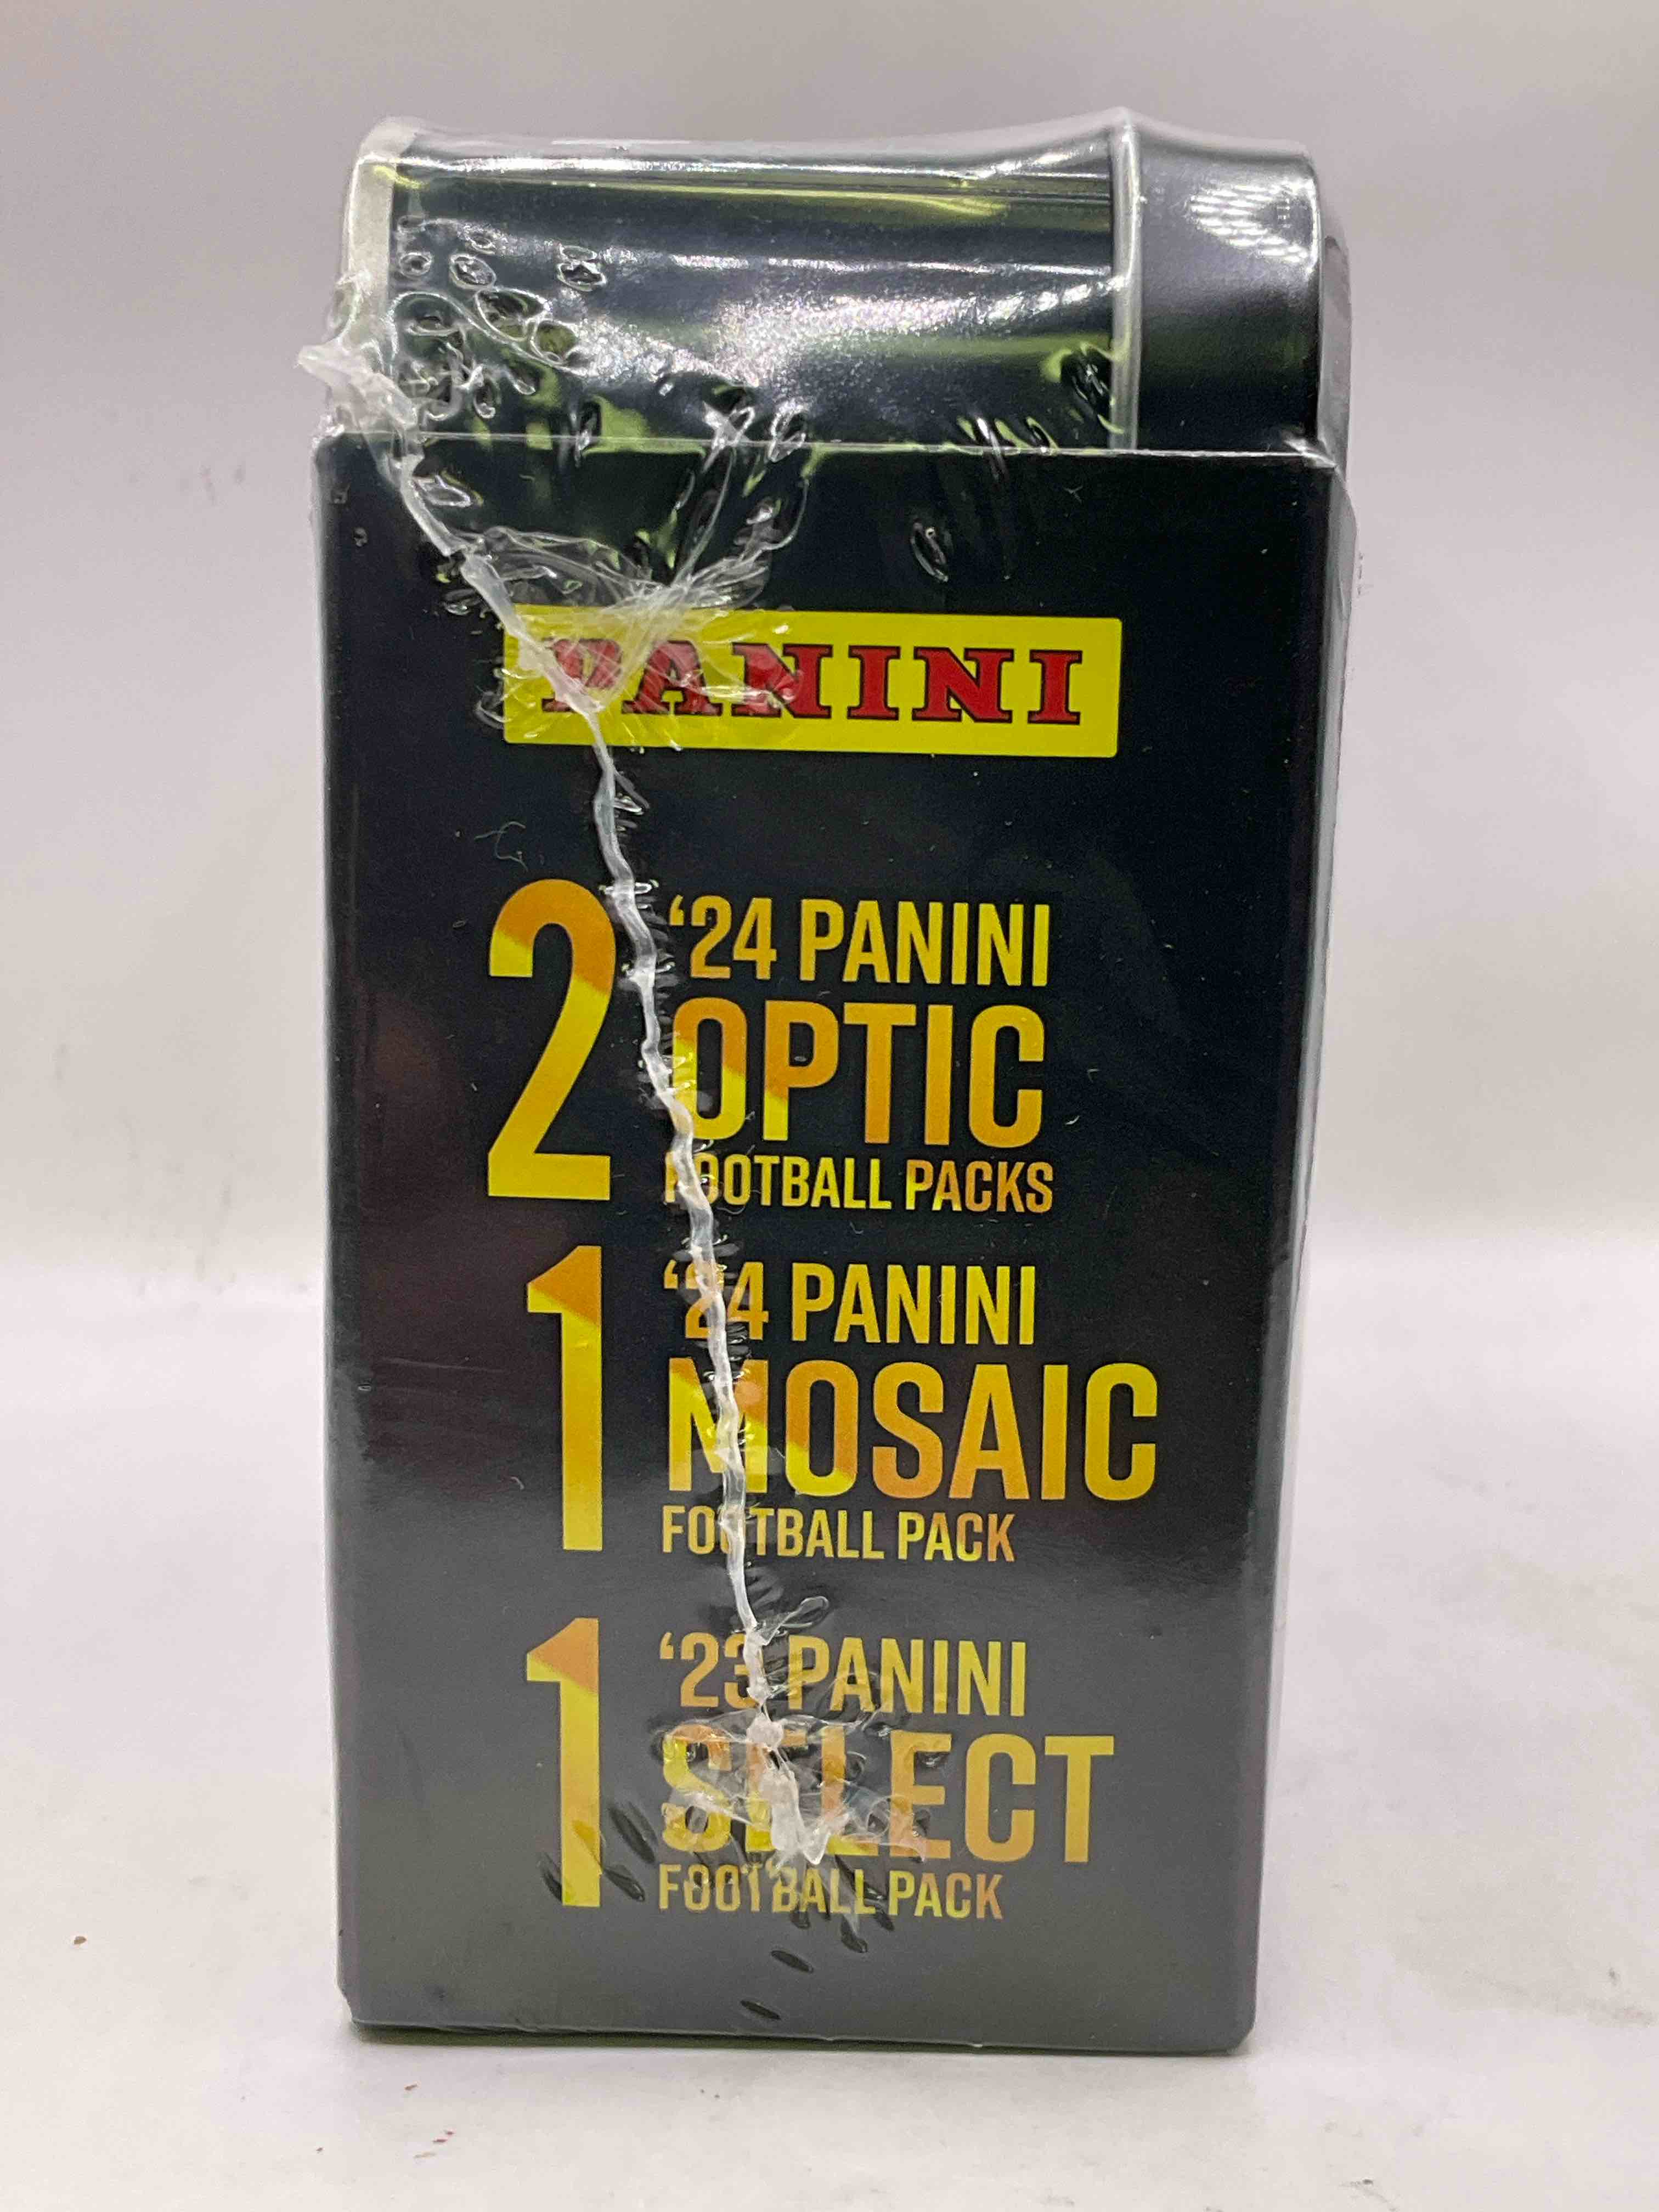 PANINI
2
‘24 PANINI
OPTIC
FOOTBALL PACKS
1
‘24 PANINI
MOSAIC
FOOTBALL PACK
1
‘23 PANINI
SELECT
FOOTBALL PACK